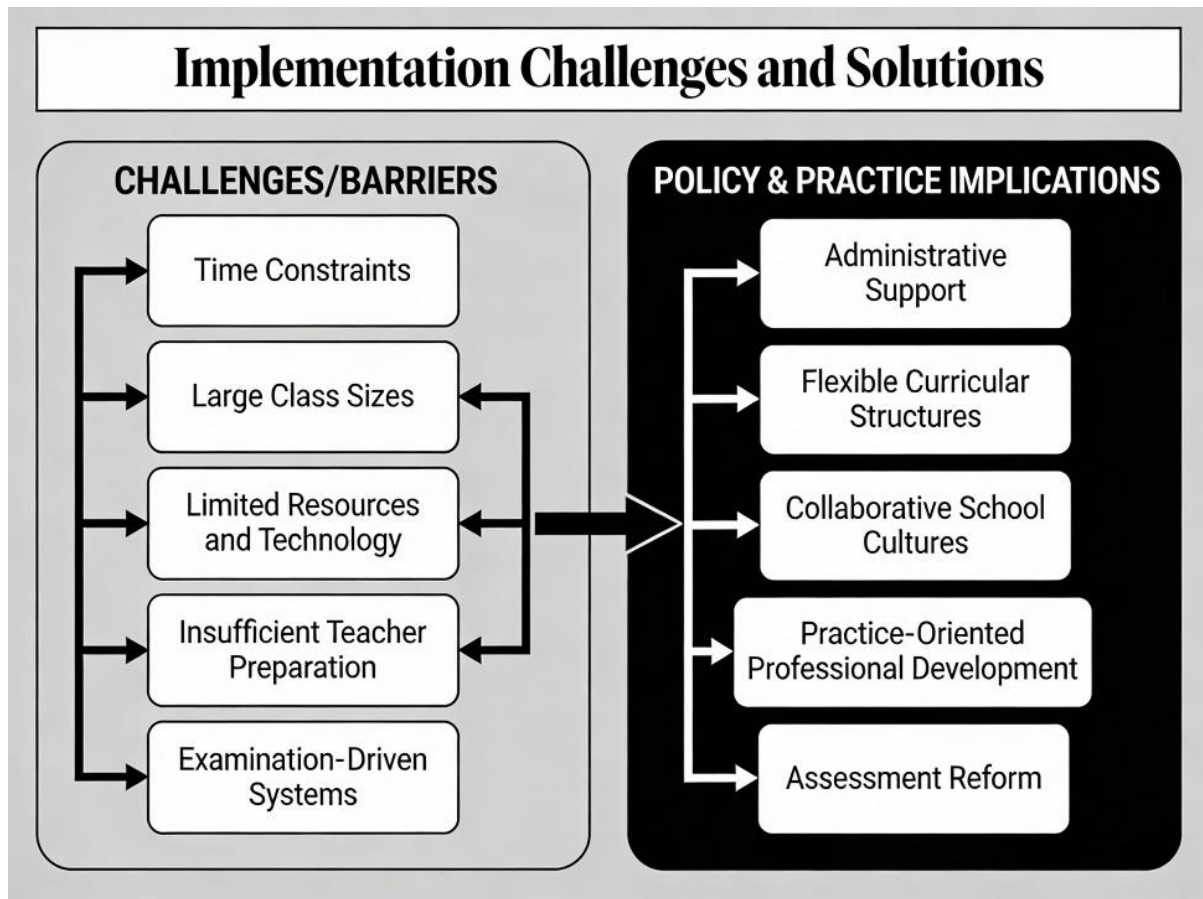 Implementation Challenges and Solutions
CHALLENGES/BARRIERS
Time Constraints
Large Class Sizes
Limited Resources
and Technology
Insufficient Teacher
Preparation
Examination-Driven
Systems
POLICY & PRACTICE IMPLICATIONS
Administrative
Support
Flexible Curricular
Structures
Collaborative School
Cultures
Practice-Oriented
Professional Development
Assessment Reform